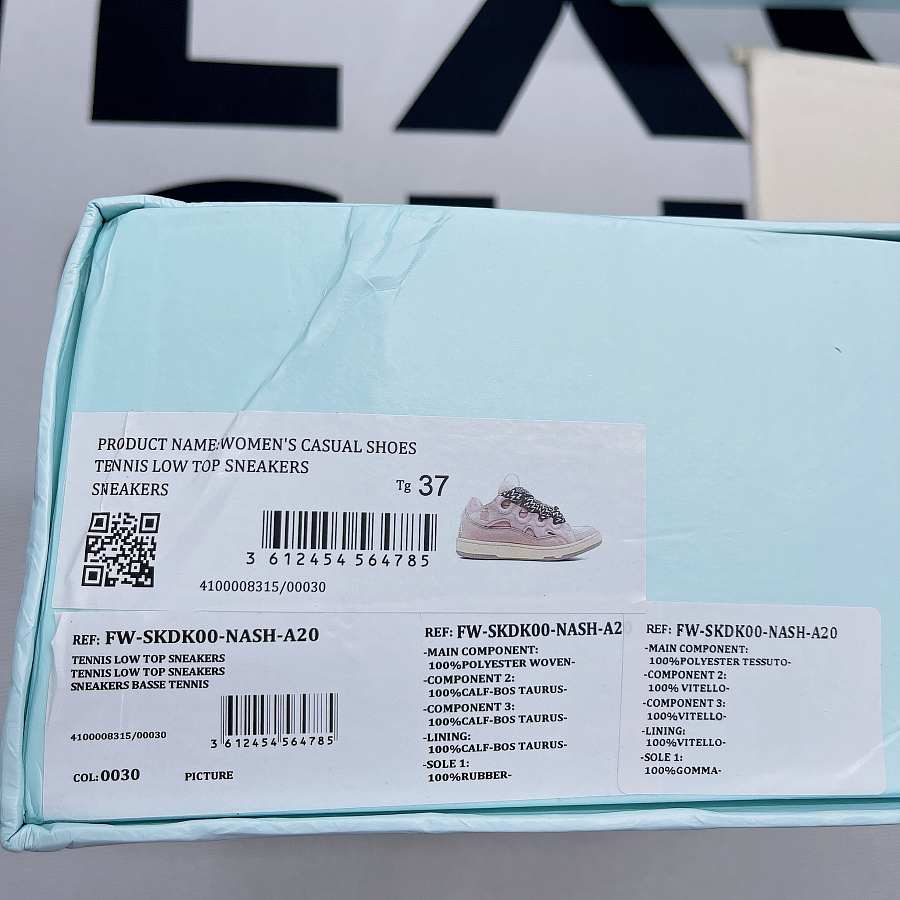 PRODUCT NAME:WOMEN'S CASUAL SHOES
TENNIS LOW TOP SNEAKERS
SNEAKERS
Tg 37
3 612454 564785
4100008315/00030
REF: FW-SKDK00-NASH-A20
TENNIS LOW TOP SNEAKERS
TENNIS LOW TOP SNEAKERS
SNEAKERS BASSE TENNIS
4100008315/00030
3 612454 564785
COL:0030 PICTURE
REF: FW-SKDK00-NASH-A2
-MAIN COMPONENT:
100%POLYESTER WOVEN-
-COMPONENT 2:
100%CALF-BOS TAURUS-
-COMPONENT 3:
100%CALF-BOS TAURUS-
-LINING:
100%CALF-BOS TAURUS-
-SOLE 1:
100%RUBBER-
REF: FW-SKDK00-NASH-A20
-MAIN COMPONENT:
100%POLYESTER TESSUTO-
-COMPONENT 2:
100% VITELLO-
-COMPONENT 3:
100%VITELLO-
-LINING:
100%VITELLO-
-SOLE 1:
100%GOMMA-